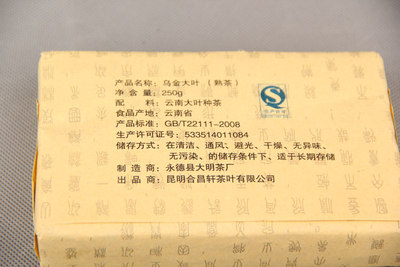 产品名称：乌金大叶（熟茶）
净 含 量：250g
配　　料：云南大叶种茶
食品产地：云南省
产品标准：GB/T22111-2008
生产许可证号：533514011084
储存方式：在清洁、通风、避光、干燥、无异味、
无污染、的储存条件下、适于长期储存
制 造 商：永德县大明茶厂
出 品 商：昆明合昌轩茶叶有限公司